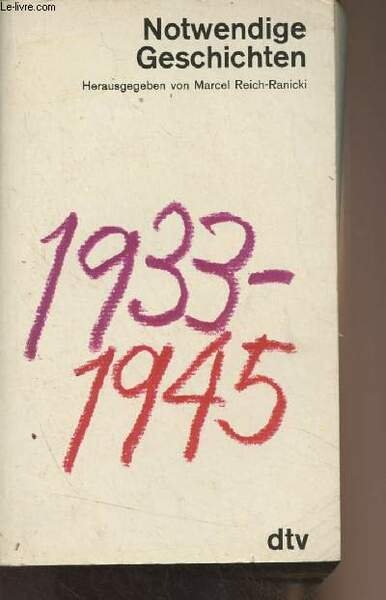 Le-livre.com
Notwendige
Geschichten
Herausgegeben von Marcel Reich-Ranicki
1933-
1945
dtv